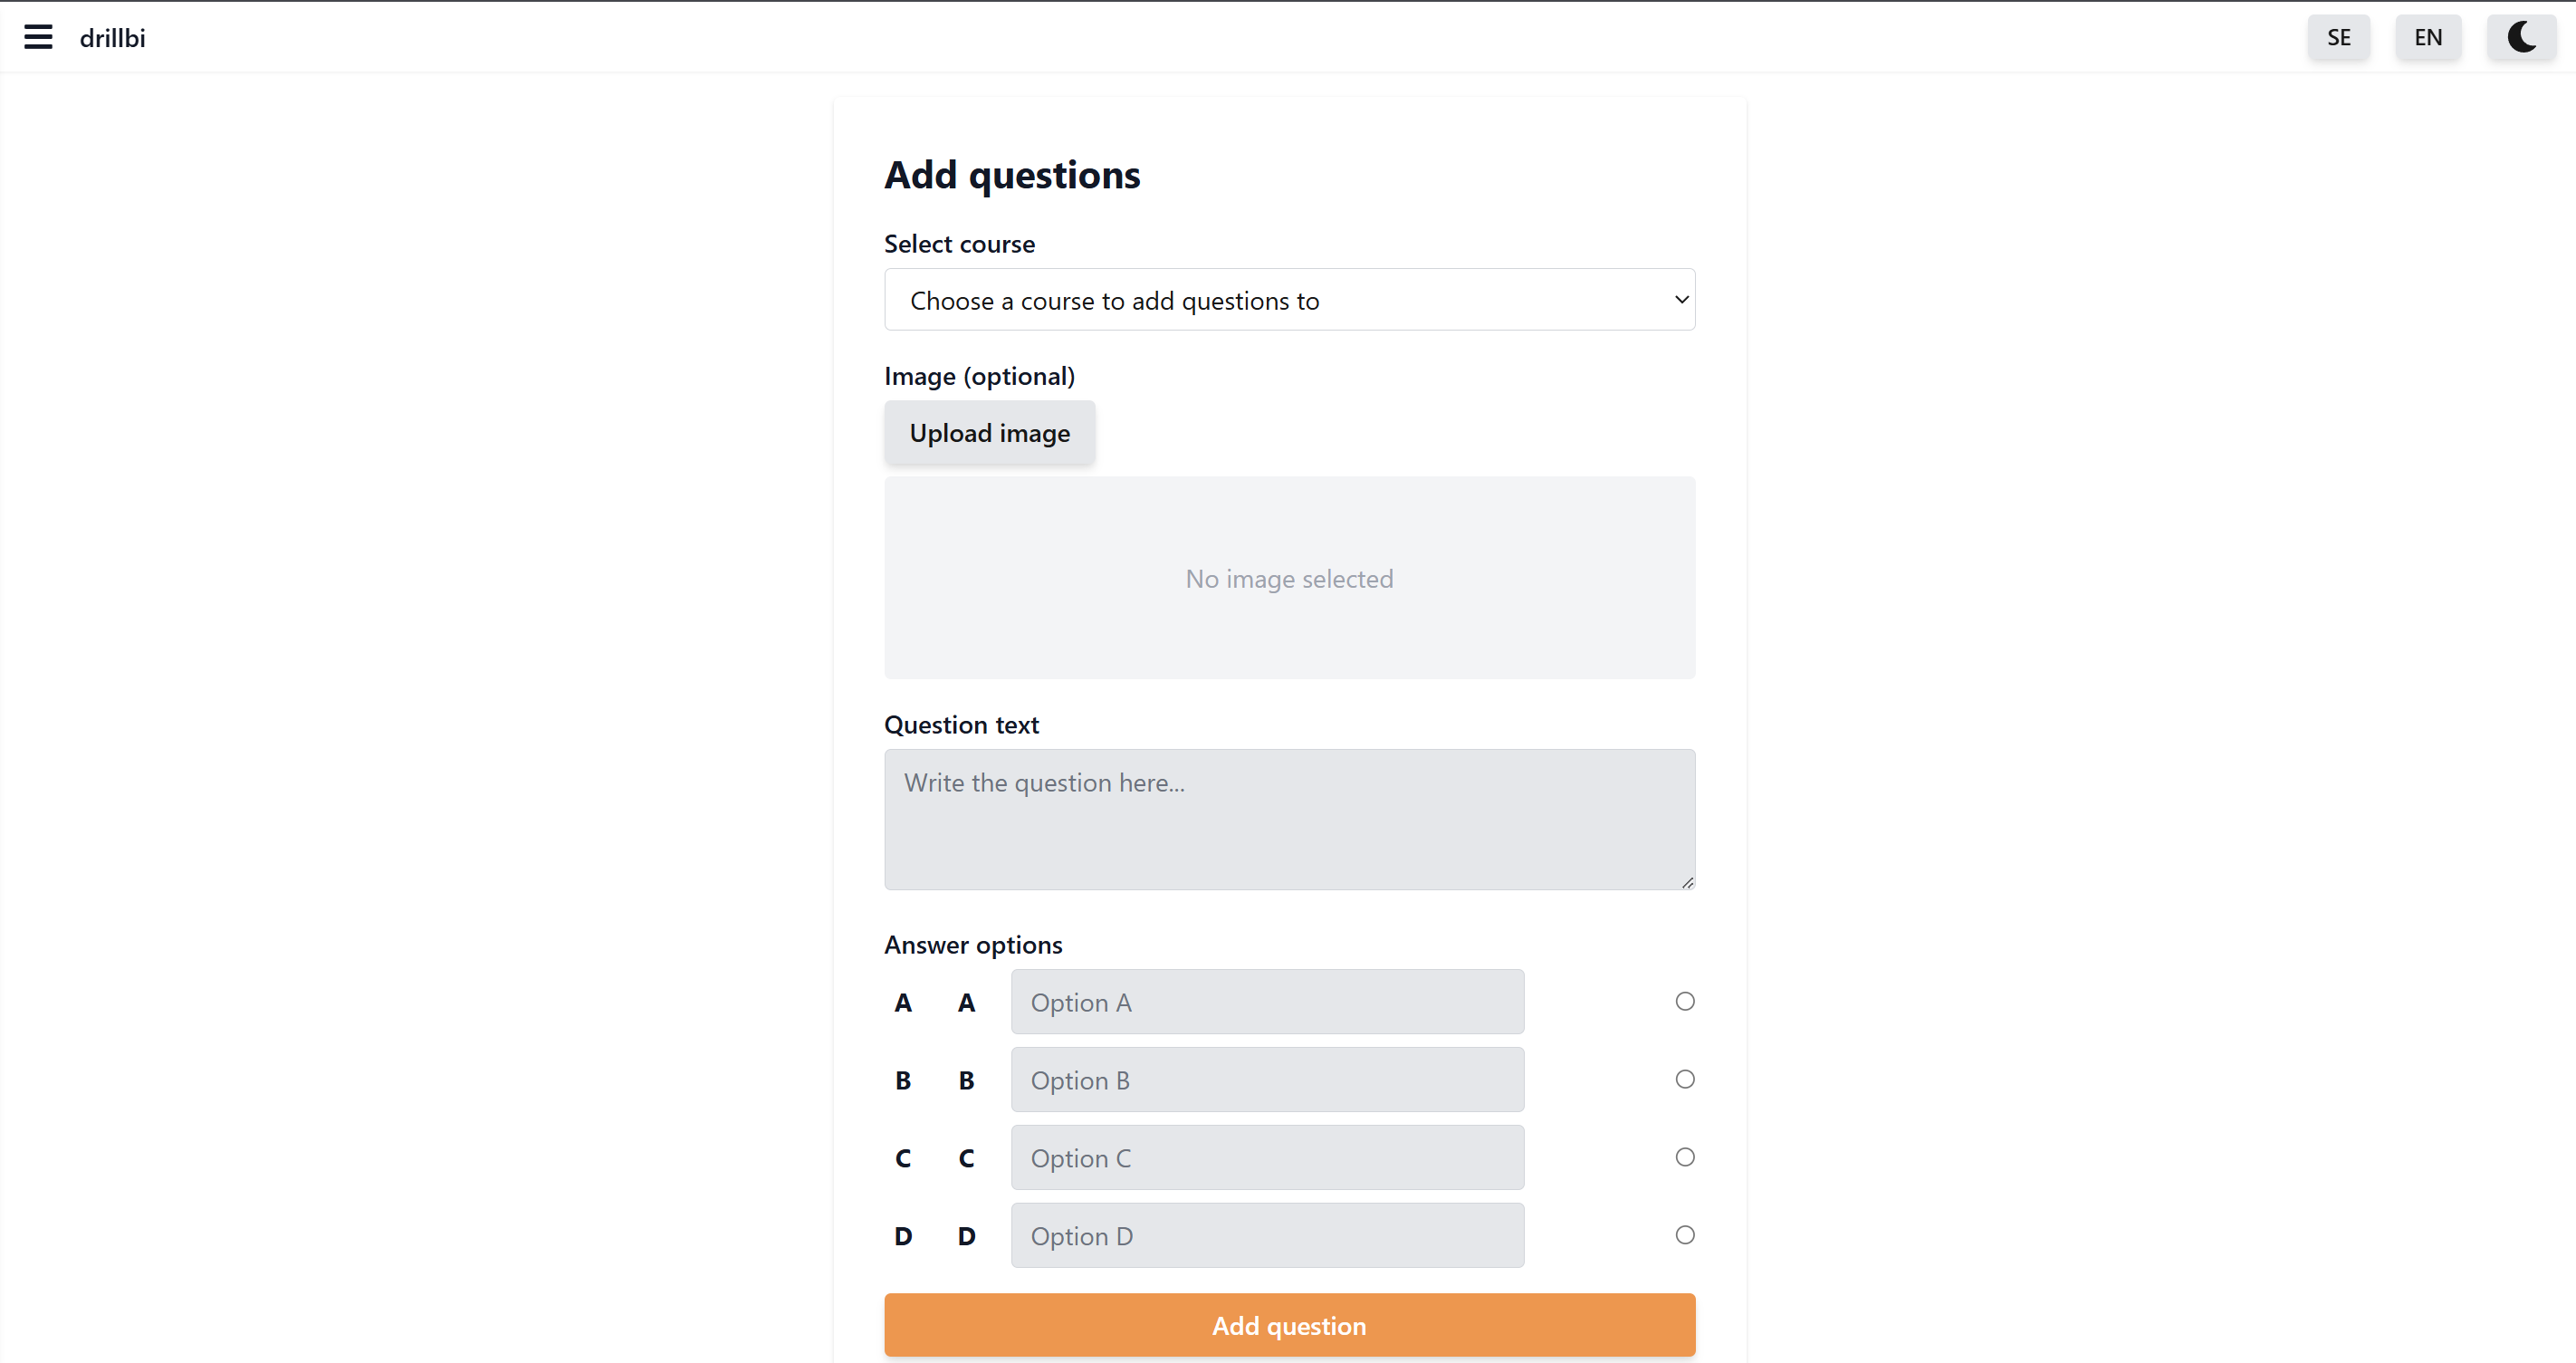 drillbi
SE EN
Add questions
Select course
Choose a course to add questions to
Image (optional)
Upload image
No image selected
Question text
Write the question here...
Answer options
A A Option A
B B Option B
C C Option C
D D Option D
Add question